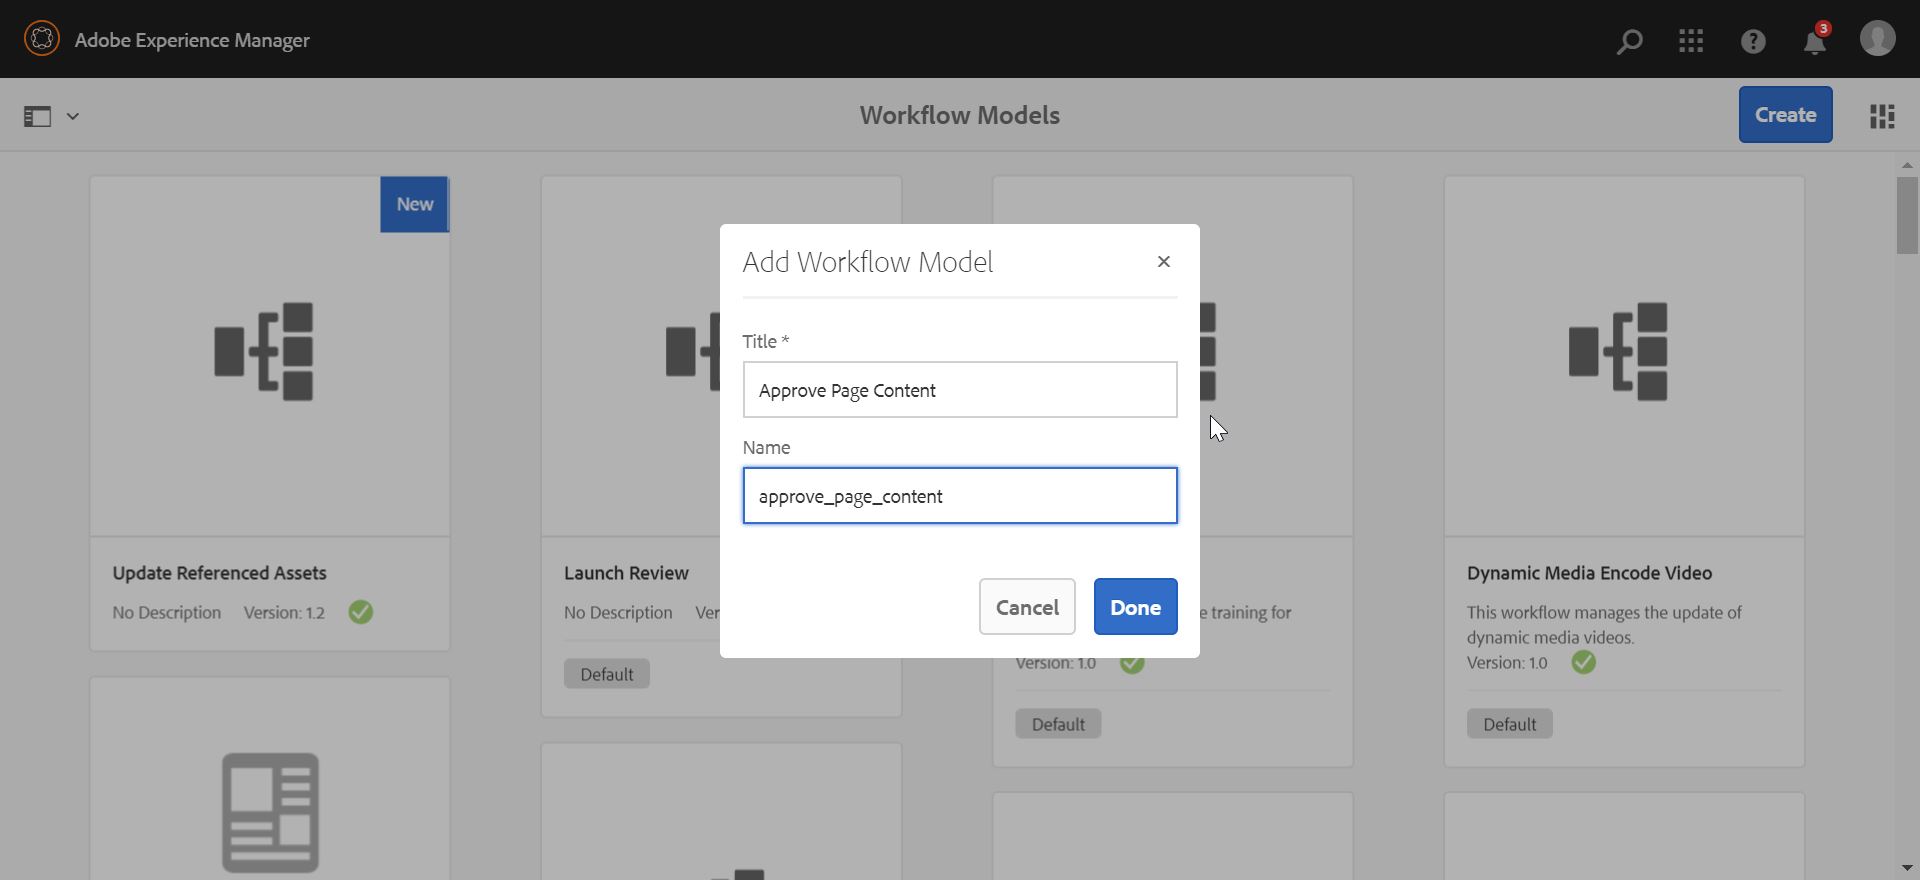 Adobe Experience Manager
3
Workflow Models
Create
New
Update Referenced Assets
No Description Version: 1.2
Launch Review
No Description Ver
Default
Add Workflow Model
×
Title *
Approve Page Content
Name
approve_page_content
Cancel
Done
e training for
Version: 1.0
Default
Dynamic Media Encode Video
This workflow manages the update of
dynamic media videos.
Version: 1.0
Default